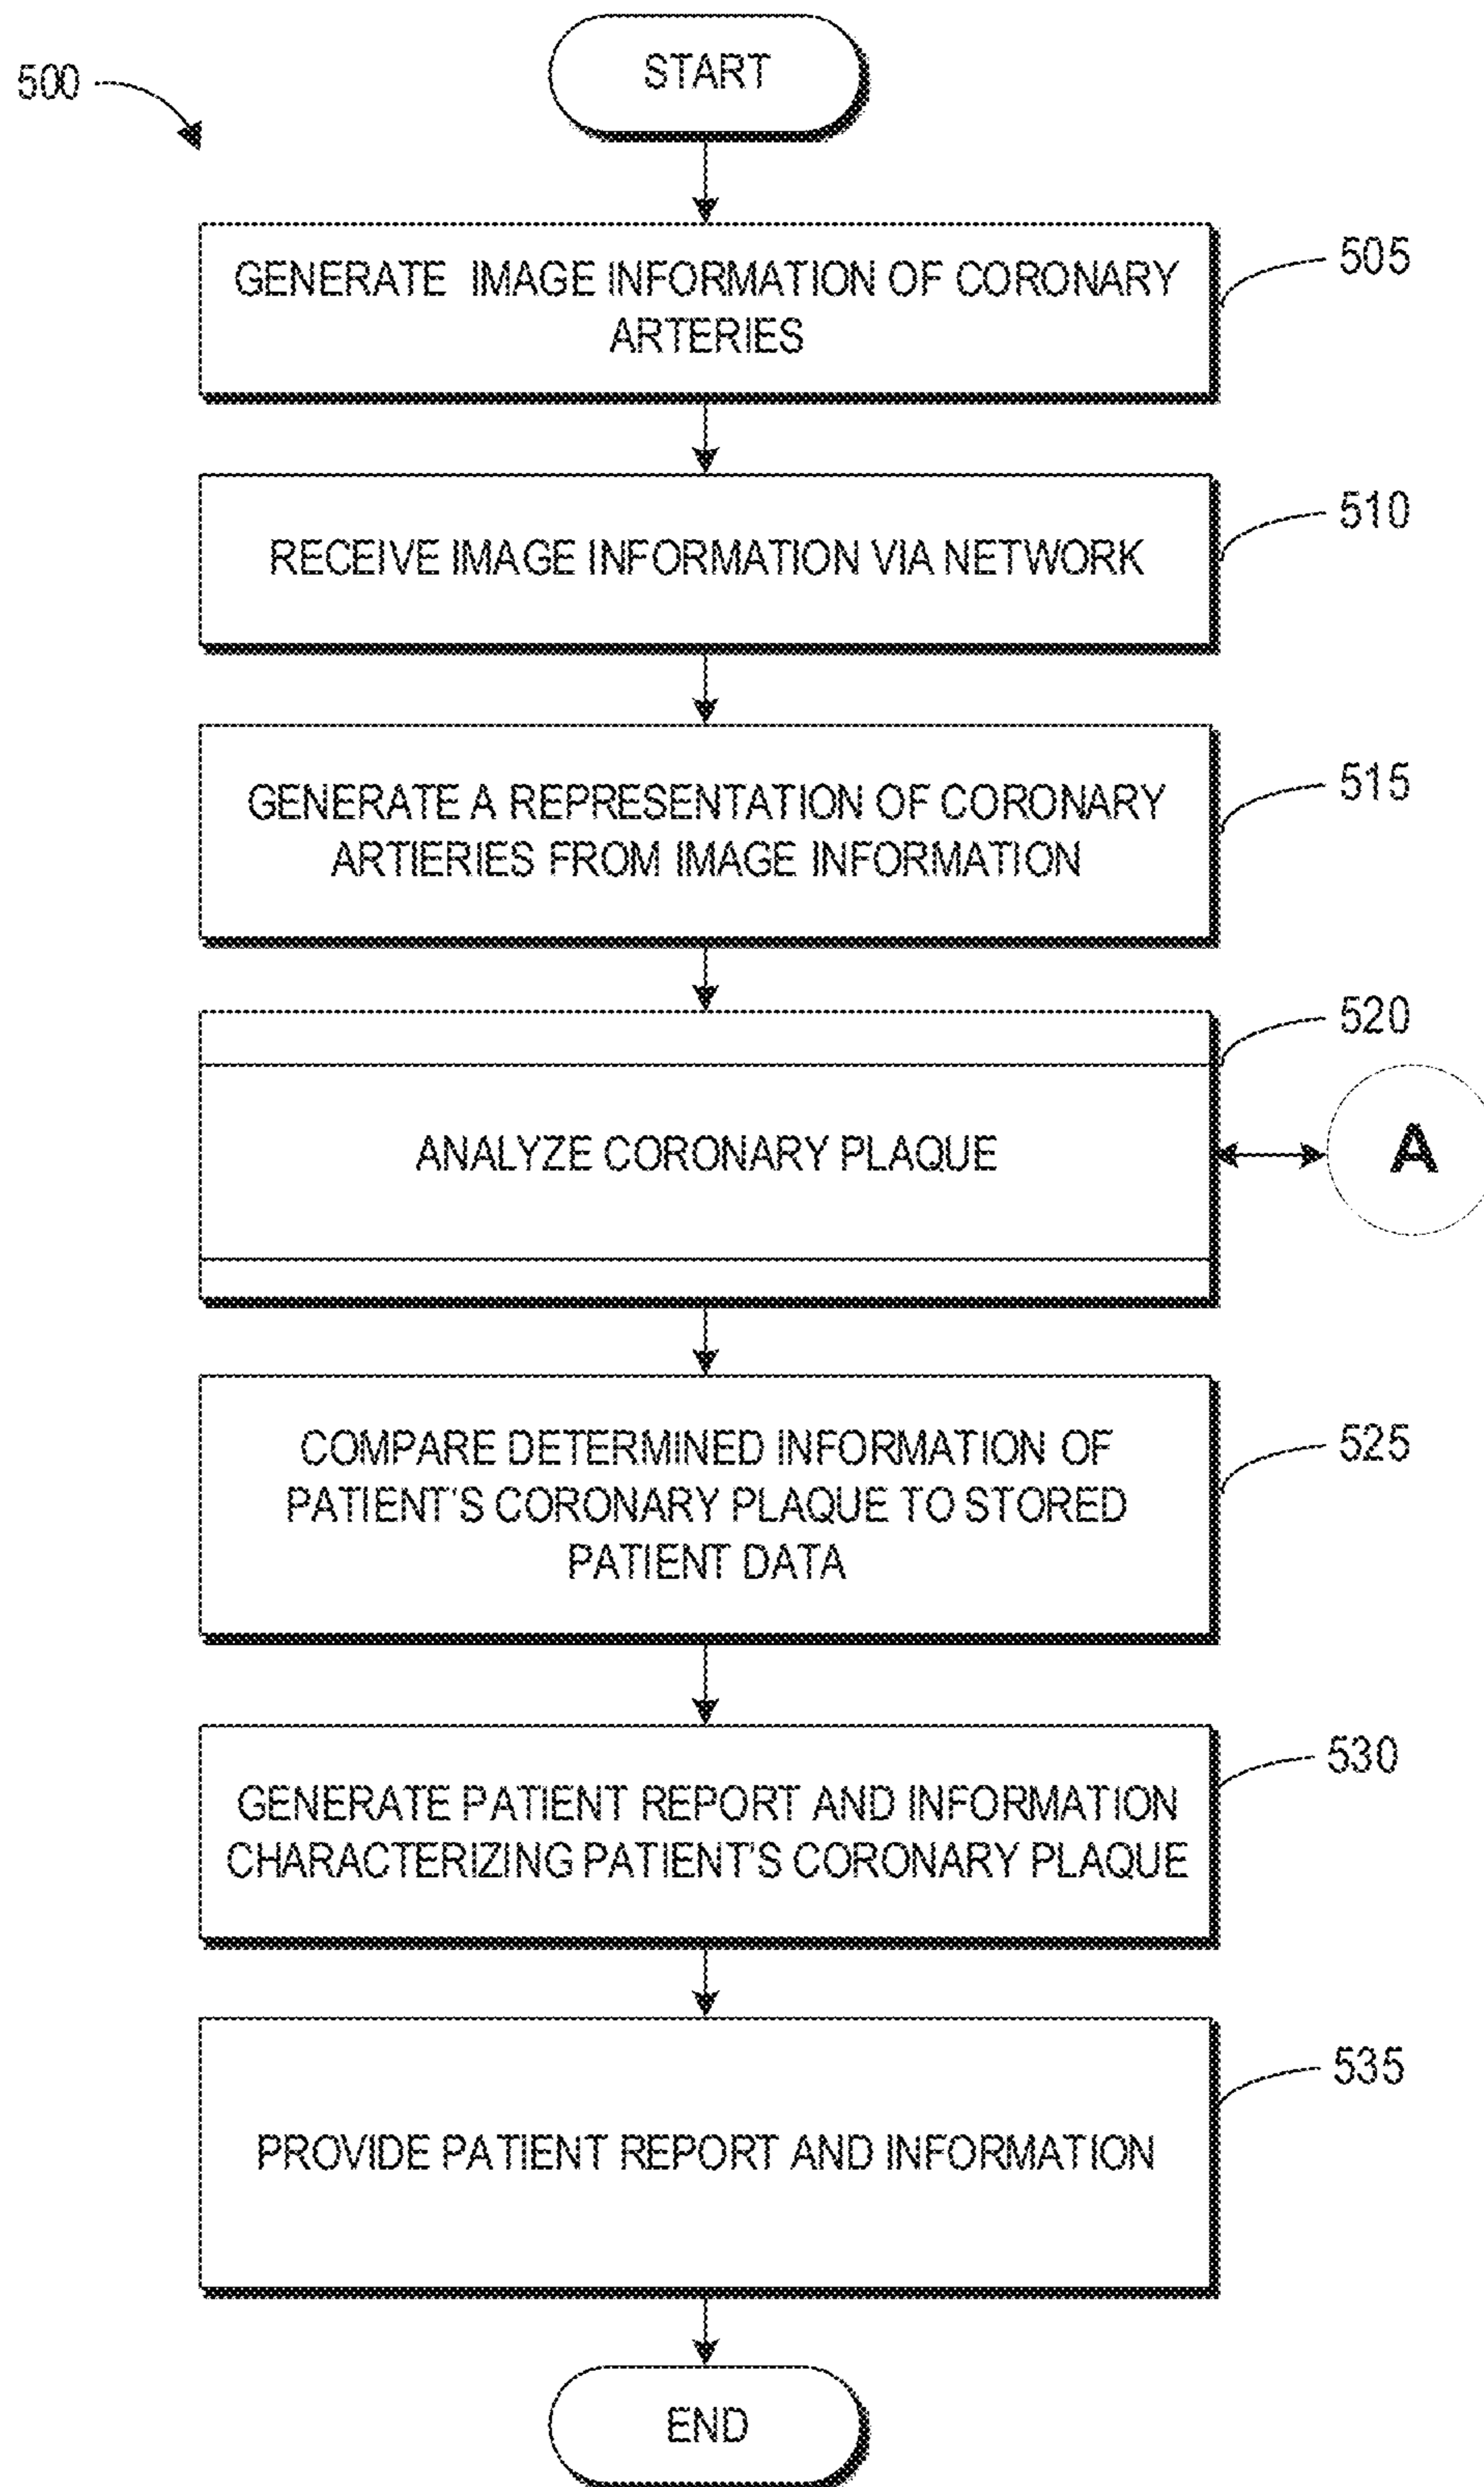 500
START
GENERATE IMAGE INFORMATION OF CORONARY
ARTERIES
505
RECEIVE IMAGE INFORMATION VIA NETWORK
510
GENERATE A REPRESENTATION OF CORONARY
ARTIERIES FROM IMAGE INFORMATION
515
520
ANALYZE CORONARY PLAQUE
A
COMPARE DETERMINED INFORMATION OF
PATIENT'S CORONARY PLAQUE TO STORED
PATIENT DATA
525
GENERATE PATIENT REPORT AND INFORMATION
CHARACTERIZING PATIENT'S CORONARY PLAQUE
530
PROVIDE PATIENT REPORT AND INFORMATION
535
END